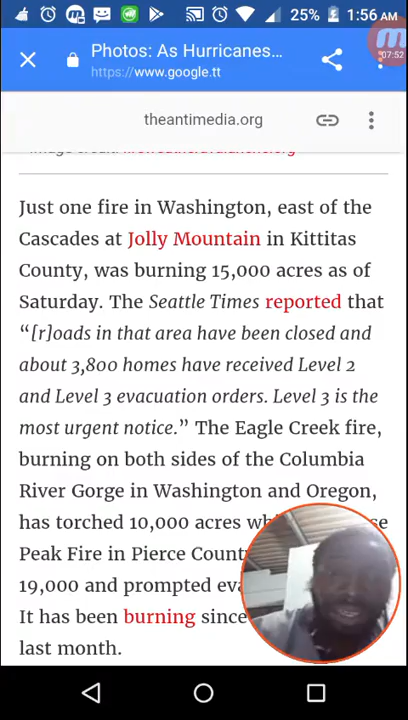 25% 1:56 AM
Photos: As Hurricanes…
https://www.google.tt
07:52
theantimedia.org
Just one fire in Washington, east of the
Cascades at Jolly Mountain in Kittitas
County, was burning 15,000 acres as of
Saturday. The Seattle Times reported that
“[r]oads in that area have been closed and
about 3,800 homes have received Level 2
and Level 3 evacuation orders. Level 3 is the
most urgent notice.” The Eagle Creek fire,
burning on both sides of the Columbia
River Gorge in Washington and Oregon,
has torched 10,000 acres
Peak Fire in Pierce
19,000 and prompted
It has been burning since
last month.